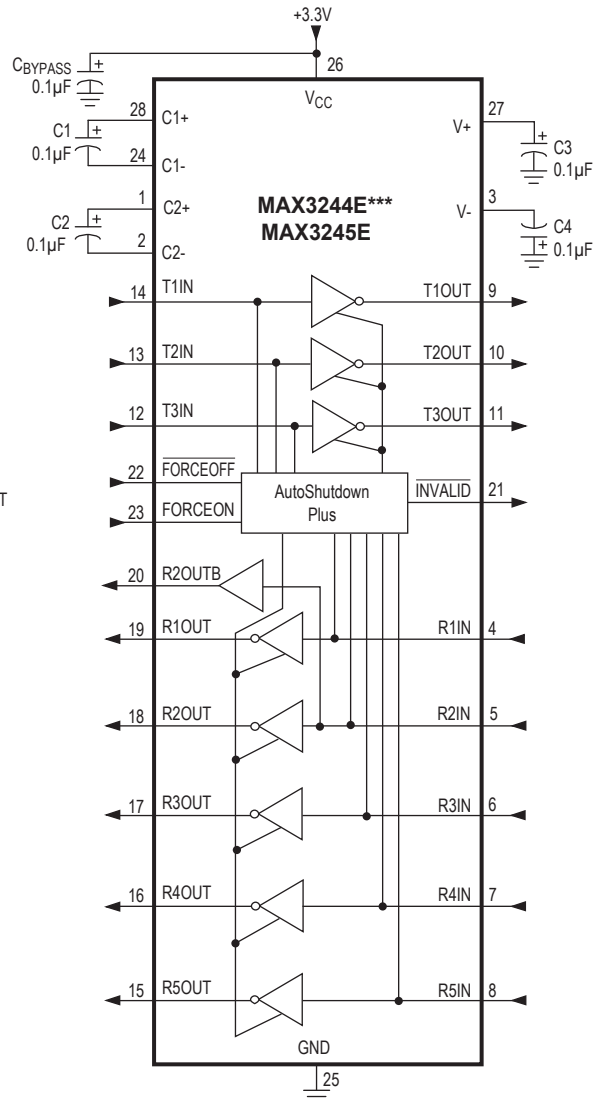 +3.3V
26
CBYPASS
+
0.1µF
VCC
28
C1+
27
V+
C1
+
0.1µF
24
C1-
+
C3
0.1µF
1
C2+
MAX3244E***
MAX3245E
3
V-
C2
+
0.1µF
2
C2-
C4
+
0.1µF
14
T1IN
T1OUT
9
13
T2IN
T2OUT
10
12
T3IN
T3OUT
11
22
FORCEOFF
T
AutoShutdown
Plus
INVALID
21
23
FORCEON
20
R2OUTB
19
R1OUT
R1IN
4
18
R2OUT
R2IN
5
17
R3OUT
R3IN
6
16
R4OUT
R4IN
7
15
R5OUT
R5IN
8
GND
25